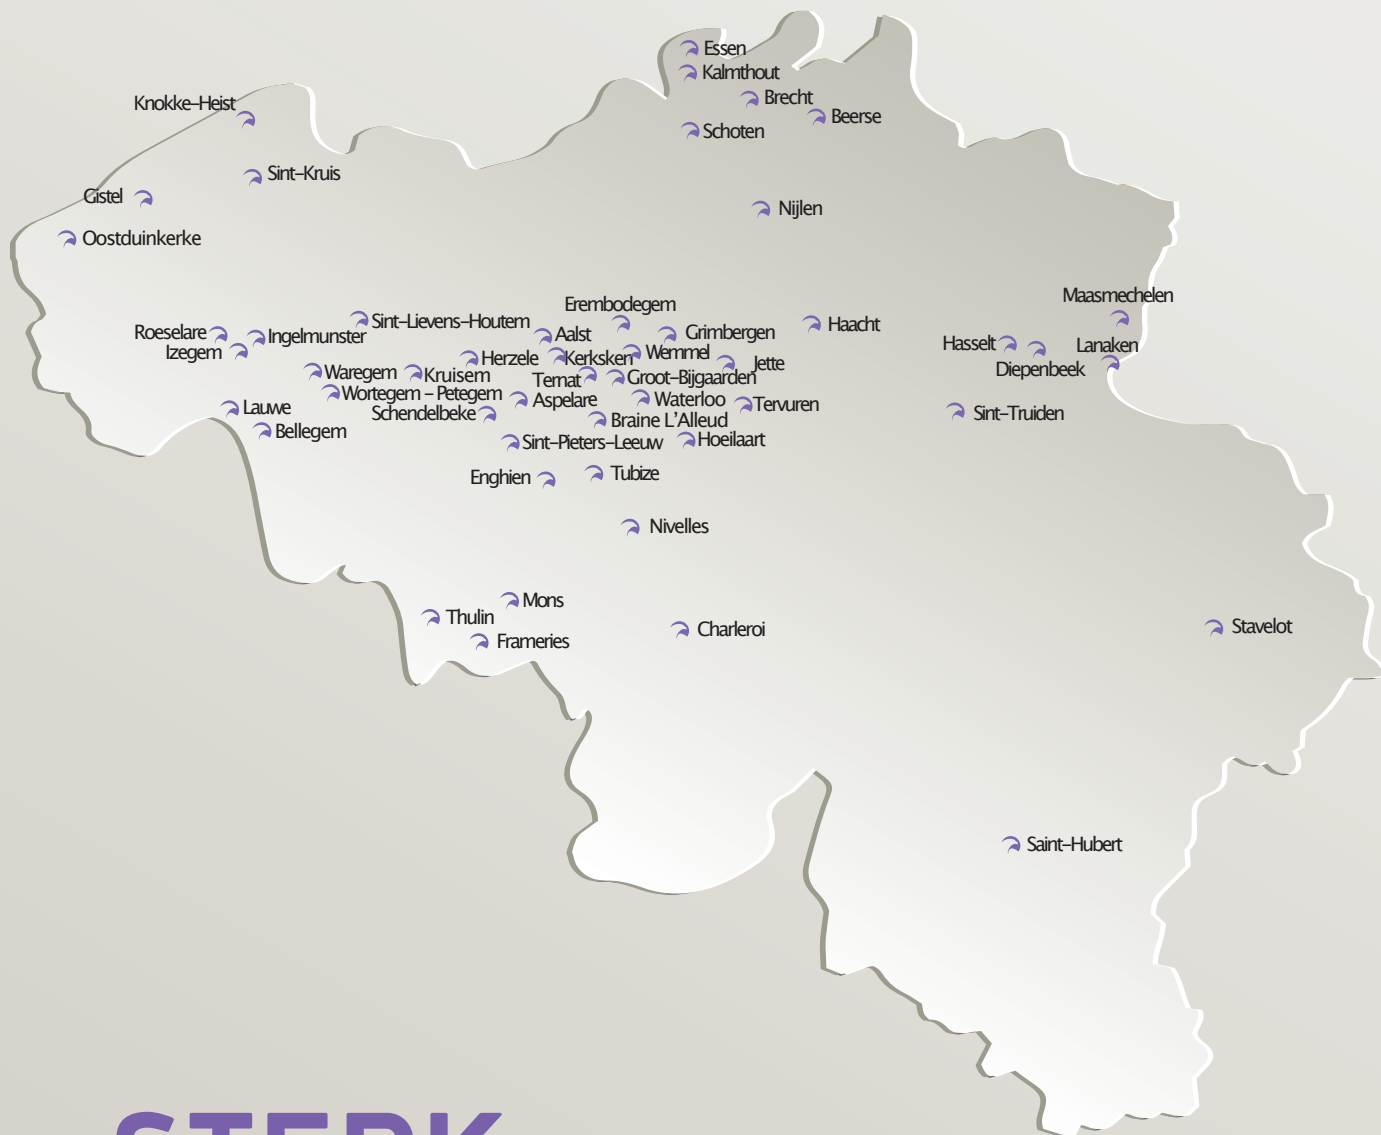 Essen
Kalmthout
Brecht
Knokke-Heist
Beerse
Schoten
Sint-Kruis
Gistel
Nijlen
Oostduinkerke
Maasmechelen
Erembodegem
Sint-Lievens-Houtem
Haacht
Roeselare
Ingelmunster
Aalst
Grimbergen
Hasselt
Lanaken
Izegem
Herzele
Kerksken
Wemmel
Jette
Diepenbeek
Waregem
Kruisem
Ternat
Groot-Bijgaarden
Wortegem - Petegem
Aspelare
Waterloo
Tervuren
Lauwe
Schendelbeke
Braine L'Alleud
Sint-Truiden
Bellegem
Sint-Pieters-Leeuw
Hoeilaart
Enghien
Tubize
Nivelles
Mons
Thulin
Charleroi
Stavelot
Frameries
Saint-Hubert
STERK